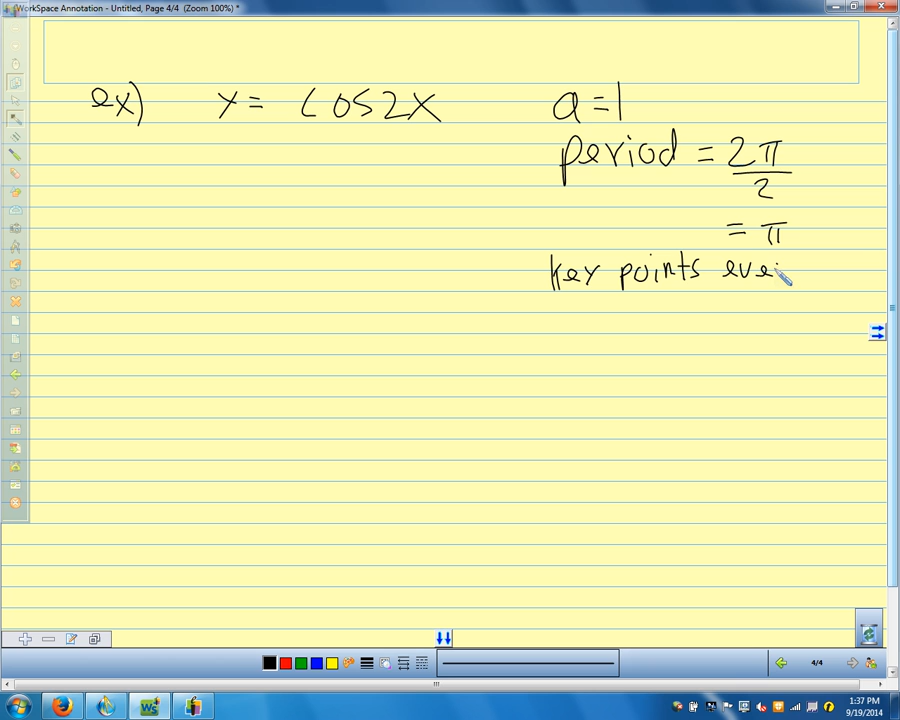 WorkSpace Annotation - Untitled, Page 4/4 (Zoom 100%) *
ex) y = cos2x a=1
period = 2π
2
= π
key points eve
4/4
1:37 PM
9/19/2014